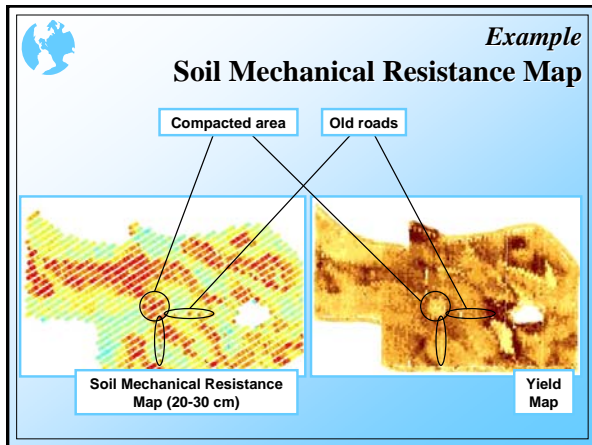 Example
Soil Mechanical Resistance Map
Compacted area
Old roads
Soil Mechanical Resistance
Map (20-30 cm)
Yield
Map